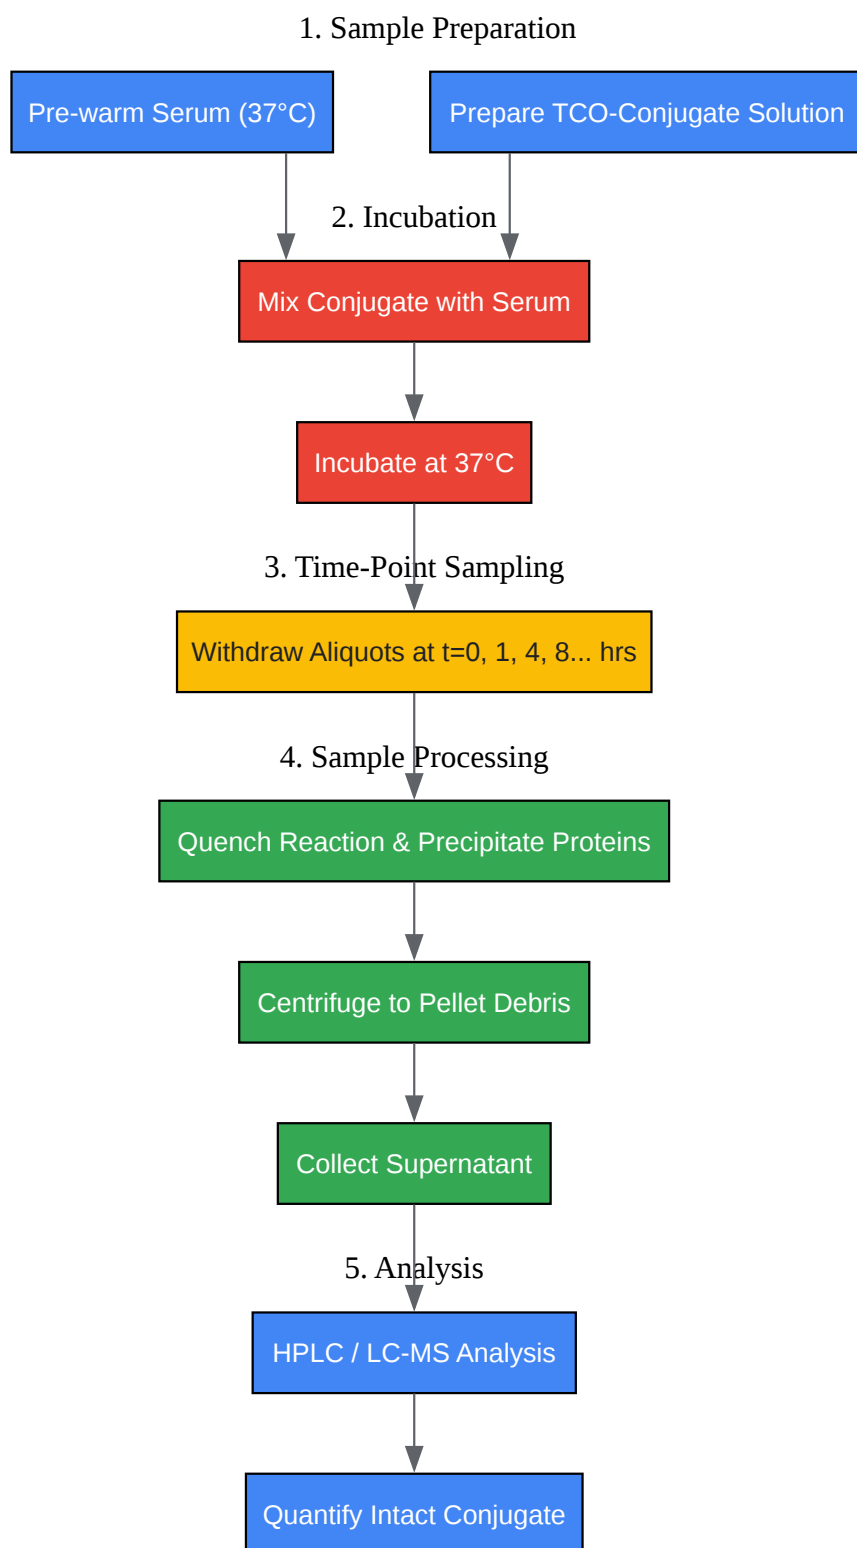 1. Sample Preparation
Pre-warm Serum (37°C)
Prepare TCO-Conjugate Solution
2. Incubation
Mix Conjugate with Serum
Incubate at 37°C
3. Time-Point Sampling
Withdraw Aliquots at t=0, 1, 4, 8... hrs
4. Sample Processing
Quench Reaction & Precipitate Proteins
Centrifuge to Pellet Debris
Collect Supernatant
5. Analysis
HPLC / LC-MS Analysis
Quantify Intact Conjugate